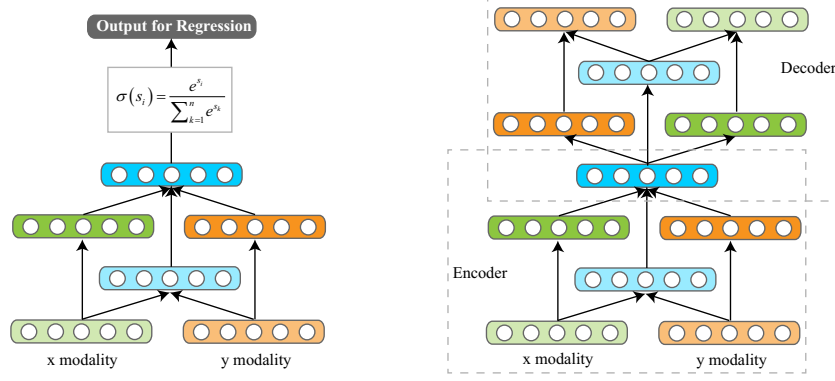 Output for Regression
σ(s_i) = e^{s_i} / ∑_{k=1}^{n} e^{s_k}
x modality
y modality
Decoder
Encoder
x modality
y modality